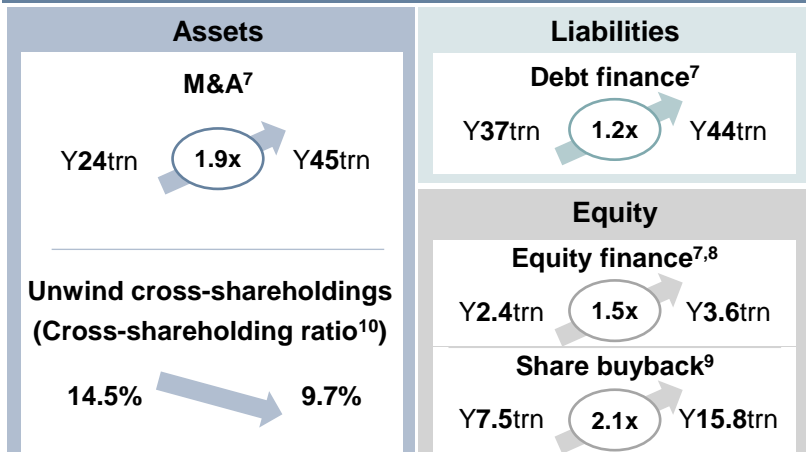 Assets
M&A7
Y24trn 1.9x Y45trn
Unwind cross-shareholdings
(Cross-shareholding ratio10)
14.5% 9.7%
Liabilities
Debt finance7
Y37trn 1.2x Y44trn
Equity
Equity finance7,8
Y2.4trn 1.5x Y3.6trn
Share buyback9
Y7.5trn 2.1x Y15.8trn